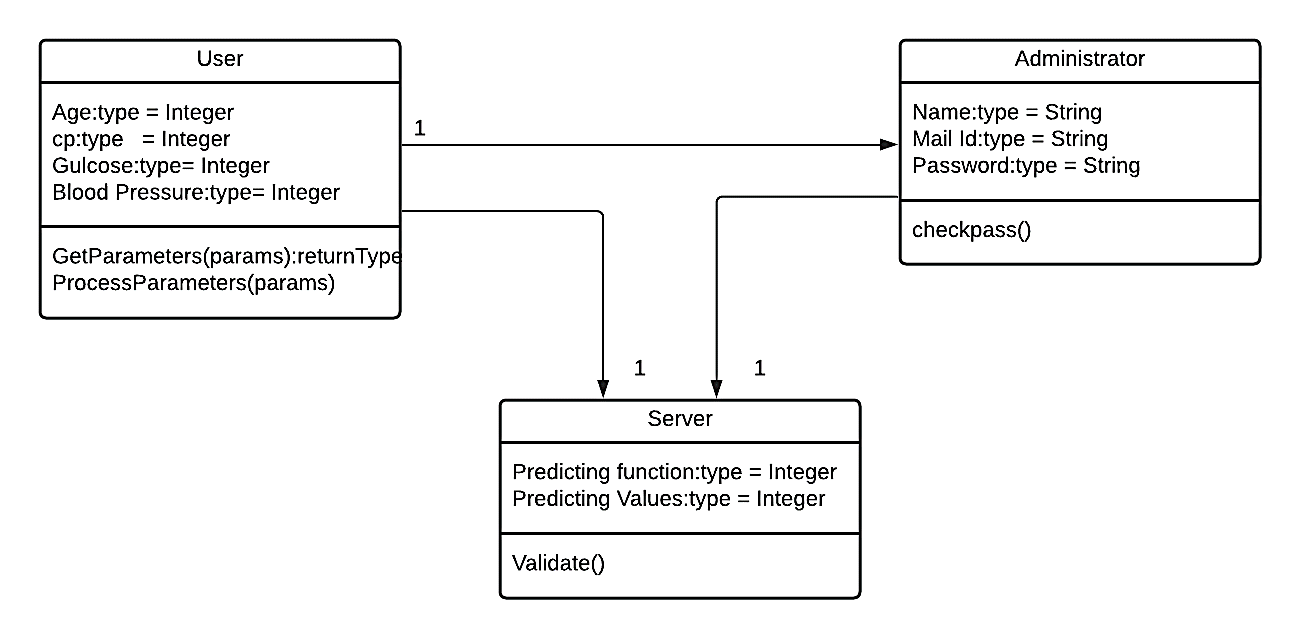 User
Age:type = Integer
cp:type   = Integer
Gulcose:type= Integer
Blood Pressure:type= Integer
GetParameters(params):returnType
ProcessParameters(params)
1
Administrator
Name:type = String
Mail Id:type = String
Password:type = String
checkpass()
1
1
Server
Predicting function:type = Integer
Predicting Values:type = Integer
Validate()